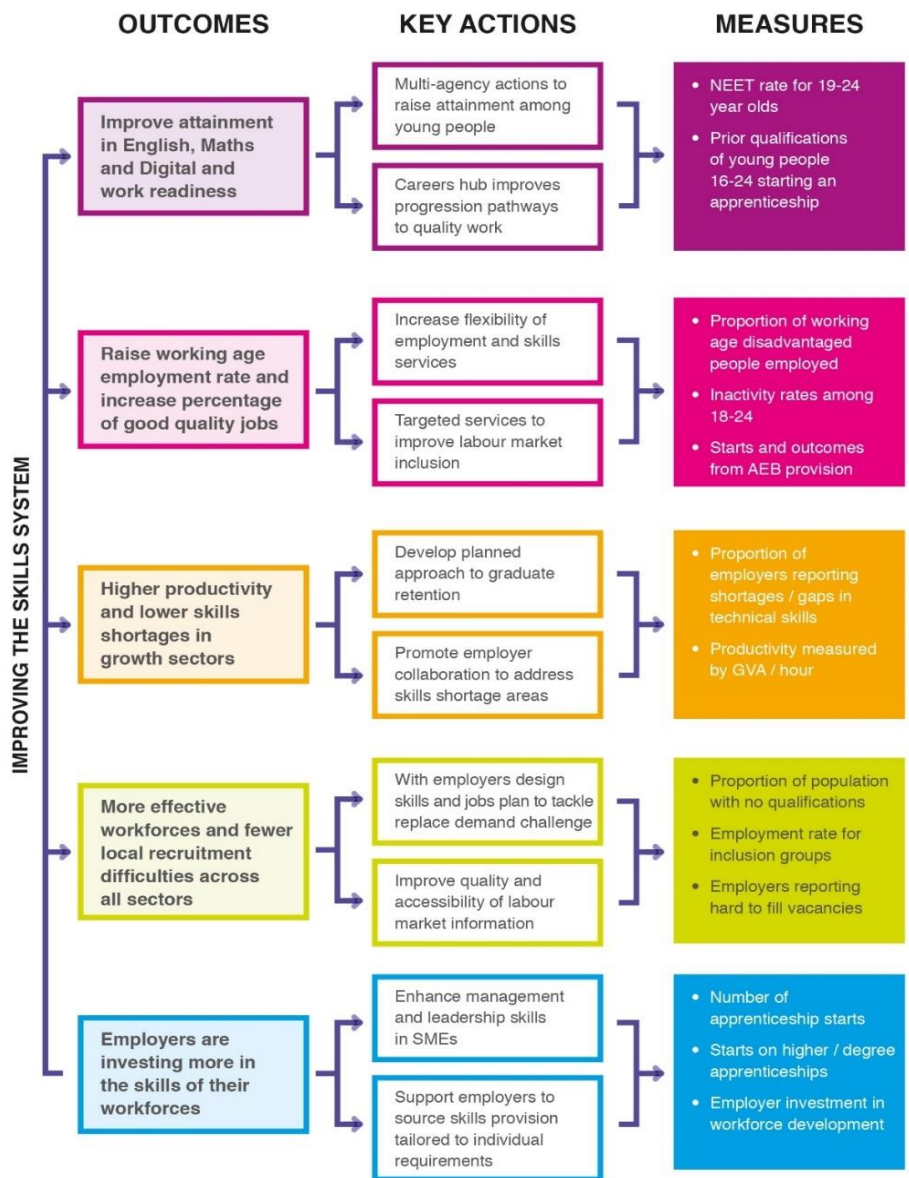 OUTCOMES
KEY ACTIONS
MEASURES
IMPROVING THE SKILLS SYSTEM
Improve attainment
in English, Maths
and Digital and
work readiness
Multi-agency actions to
raise attainment among
young people
Careers hub improves
progression pathways
to quality work
• NEET rate for 19-24
year olds
• Prior qualifications
of young people
16-24 starting an
apprenticeship
Raise working age
employment rate and
increase percentage
of good quality jobs
Increase flexibility of
employment and skills
services
Targeted services to
improve labour market
inclusion
• Proportion of working
age disadvantaged
people employed
• Inactivity rates among
18-24
• Starts and outcomes
from AEB provision
Higher productivity
and lower skills
shortages in
growth sectors
Develop planned
approach to graduate
retention
Promote employer
collaboration to address
skills shortage areas
• Proportion of
employers reporting
shortages / gaps in
technical skills
• Productivity measured
by GVA / hour
More effective
workforces and fewer
local recruitment
difficulties across
all sectors
With employers design
skills and jobs plan to tackle
replace demand challenge
Improve quality and
accessibility of labour
market information
• Proportion of population
with no qualifications
• Employment rate for
inclusion groups
• Employers reporting
hard to fill vacancies
Employers are
investing more in
the skills of their
workforces
Enhance management
and leadership skills
in SMEs
Support employers to
source skills provision
tailored to individual
requirements
• Number of
apprenticeship starts
• Starts on higher / degree
apprenticeships
• Employer investment in
workforce development